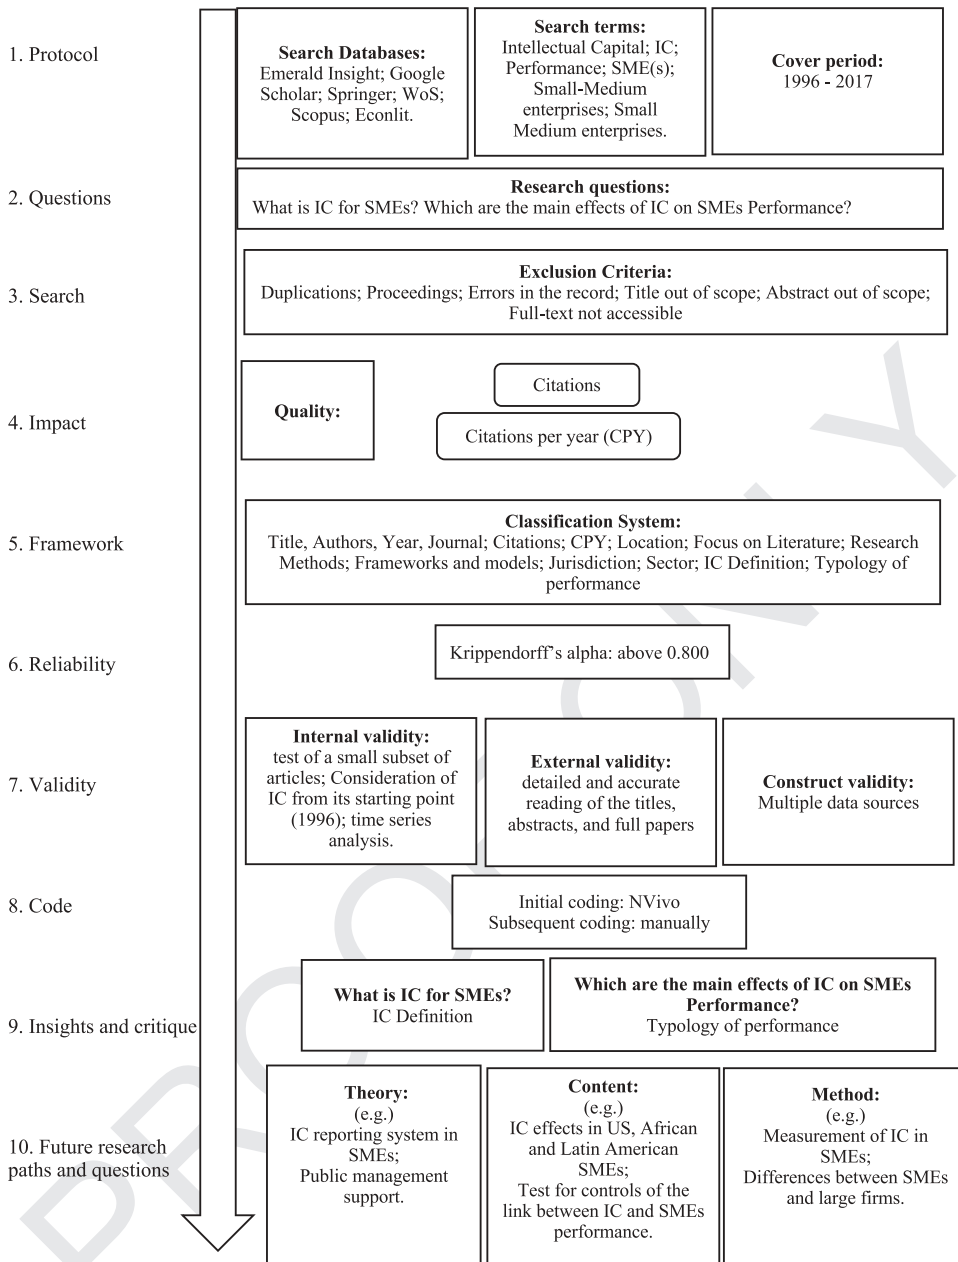 1. Protocol
Search Databases:
Emerald Insight; Google
Scholar; Springer; WoS;
Scopus; Econlit.
Search terms:
Intellectual Capital; IC;
Performance; SME(s);
Small-Medium
enterprises; Small
Medium enterprises.
Cover period:
1996 - 2017
2. Questions
Research questions:
What is IC for SMEs? Which are the main effects of IC on SMEs Performance?
3. Search
Exclusion Criteria:
Duplications; Proceedings; Errors in the record; Title out of scope; Abstract out of scope;
Full-text not accessible
4. Impact
Quality:
Citations
Citations per year (CPY)
5. Framework
Classification System:
Title, Authors, Year, Journal; Citations; CPY; Location; Focus on Literature; Research
Methods; Frameworks and models; Jurisdiction; Sector; IC Definition; Typology of
performance
6. Reliability
Krippendorff's alpha: above 0.800
7. Validity
Internal validity:
test of a small subset of
articles; Consideration of
IC from its starting point
(1996); time series
analysis.
External validity:
detailed and accurate
reading of the titles,
abstracts, and full papers
Construct validity:
Multiple data sources
8. Code
Initial coding: NVivo
Subsequent coding: manually
9. Insights and critique
What is IC for SMEs?
IC Definition
Which are the main effects of IC on SMEs
Performance?
Typology of performance
10. Future research
paths and questions
Theory:
(e.g.)
IC reporting system in
SMEs;
Public management
support.
Content:
(e.g.)
IC effects in US, African
and Latin American
SMEs;
Test for controls of the
link between IC and SMEs
performance.
Method:
(e.g.)
Measurement of IC in
SMEs;
Differences between SMEs
and large firms.